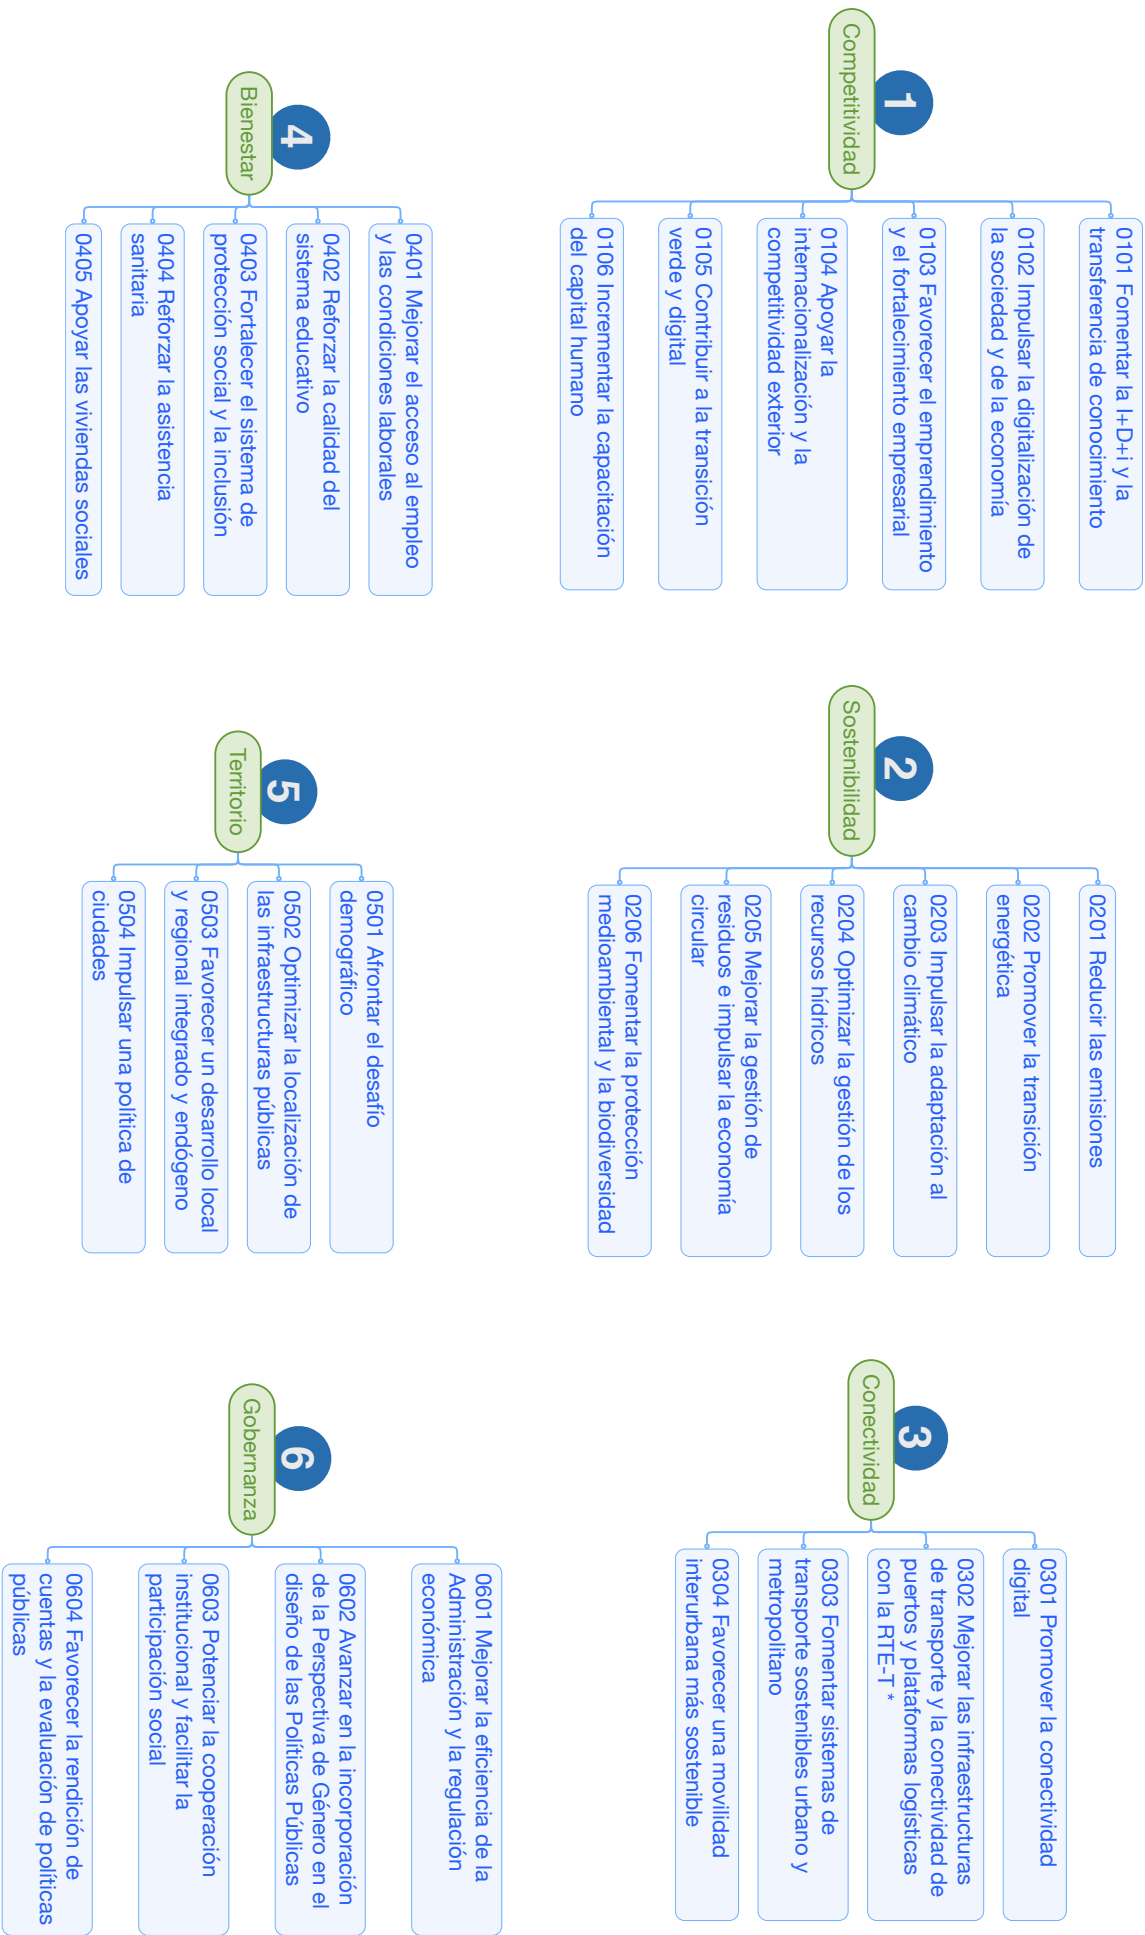 1
Competitividad
0101 Fomentar la I+D+i y la
transferencia de conocimiento
0102 Impulsar la digitalización de
la sociedad y de la economía
0103 Favorecer el emprendimiento
y el fortalecimiento empresarial
0104 Apoyar la
internacionalización y la
competitividad exterior
0105 Contribuir a la transición
verde y digital
0106 Incrementar la capacitación
del capital humano
2
Sostenibilidad
0201 Reducir las emisiones
0202 Promover la transición
energética
0203 Impulsar la adaptación al
cambio climático
0204 Optimizar la gestión de los
recursos hídricos
0205 Mejorar la gestión de
residuos e impulsar la economía
circular
0206 Fomentar la protección
medioambiental y la biodiversidad
3
Conectividad
0301 Promover la conectividad
digital
0302 Mejorar las infraestructuras
de transporte y la conectividad de
puertos y plataformas logísticas
con la RTE-T *
0303 Fomentar sistemas de
transporte sostenibles urbano y
metropolitano
0304 Favorecer una movilidad
interurbana más sostenible
4
Bienestar
0401 Mejorar el acceso al empleo
y las condiciones laborales
0402 Reforzar la calidad del
sistema educativo
0403 Fortalecer el sistema de
protección social y la inclusión
0404 Reforzar la asistencia
sanitaria
0405 Apoyar las viviendas sociales
5
Territorio
0501 Afrontar el desafío
demográfico
0502 Optimizar la localización de
las infraestructuras públicas
0503 Favorecer un desarrollo local
y regional integrado y endógeno
0504 Impulsar una política de
ciudades
6
Gobernanza
0601 Mejorar la eficiencia de la
Administración y la regulación
económica
0602 Avanzar en la incorporación
de la Perspectiva de Género en el
diseño de las Políticas Públicas
0603 Potenciar la cooperación
institucional y facilitar la
participación social
0604 Favorecer la rendición de
cuentas y la evaluación de políticas
públicas